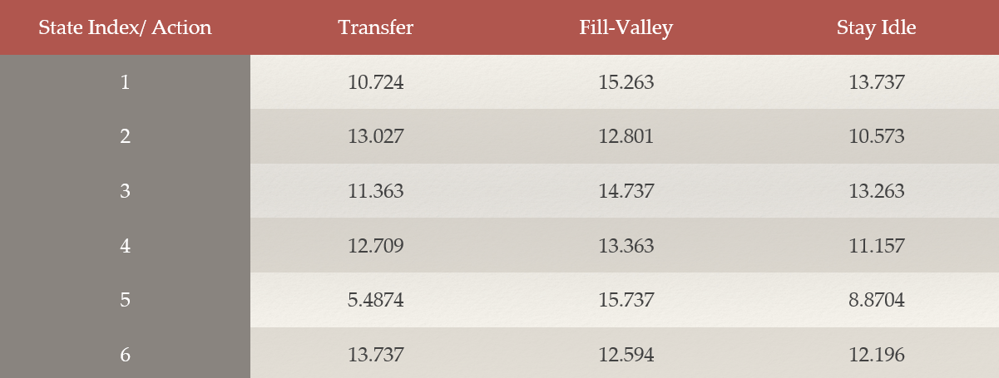 State Index/ Action Transfer Fill-Valley Stay Idle
1 10.724 15.263 13.737
2 13.027 12.801 10.573
3 11.363 14.737 13.263
4 12.709 13.363 11.157
5 5.4874 15.737 8.8704
6 13.737 12.594 12.196